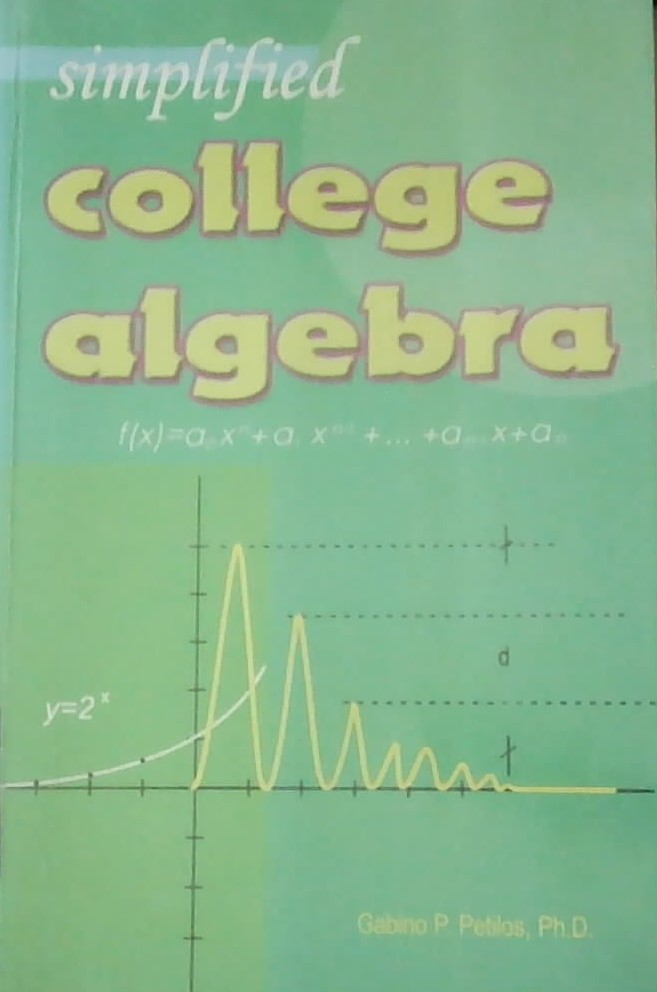 simplified
college
algebra
f(x)=a₀xⁿ+a₁xⁿ⁻¹+...+aₙ₋₁x+aₙ
d
y=2ˣ
Gabino P. Petilos, Ph.D.